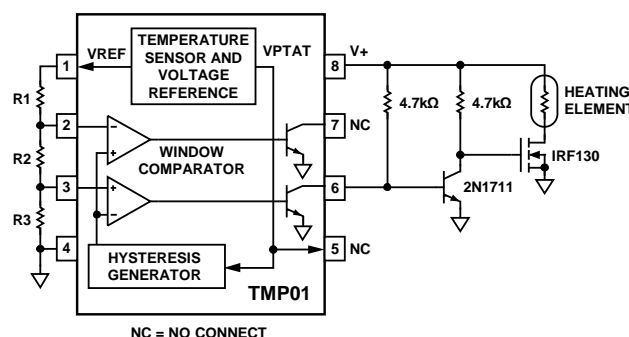 TEMPERATURE
SENSOR AND
VOLTAGE
REFERENCE
VREF
VPTAT
V+
1
2
3
4
8
7
6
5
R1
R2
R3
NC
NC
WINDOW
COMPARATOR
HYSTERESIS
GENERATOR
TMP01
4.7kΩ
4.7kΩ
HEATING
ELEMENT
IRF130
2N1711
NC = NO CONNECT